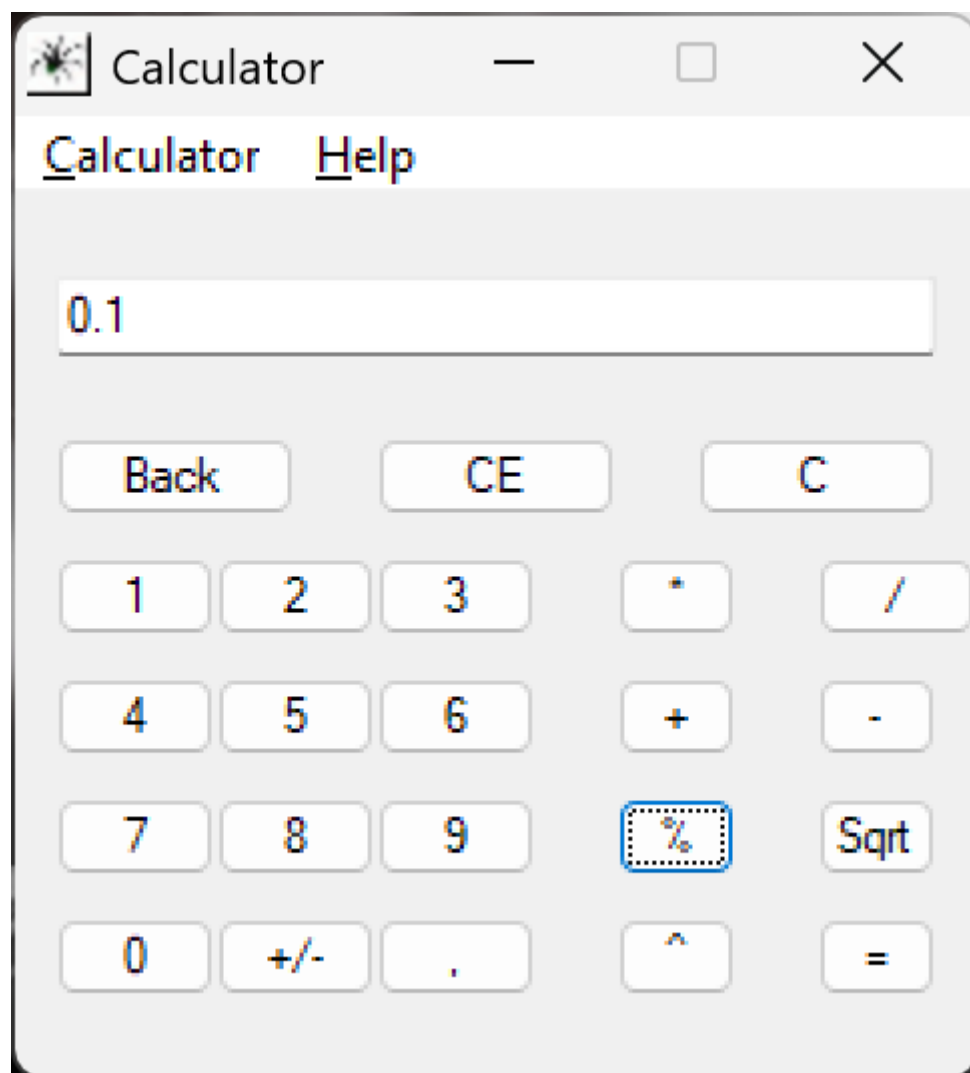 Calculator
Calculator Help
0.1
Back CE C
1 2 3 * /
4 5 6 + -
7 8 9 % Sqrt
0 +/- , ^ =